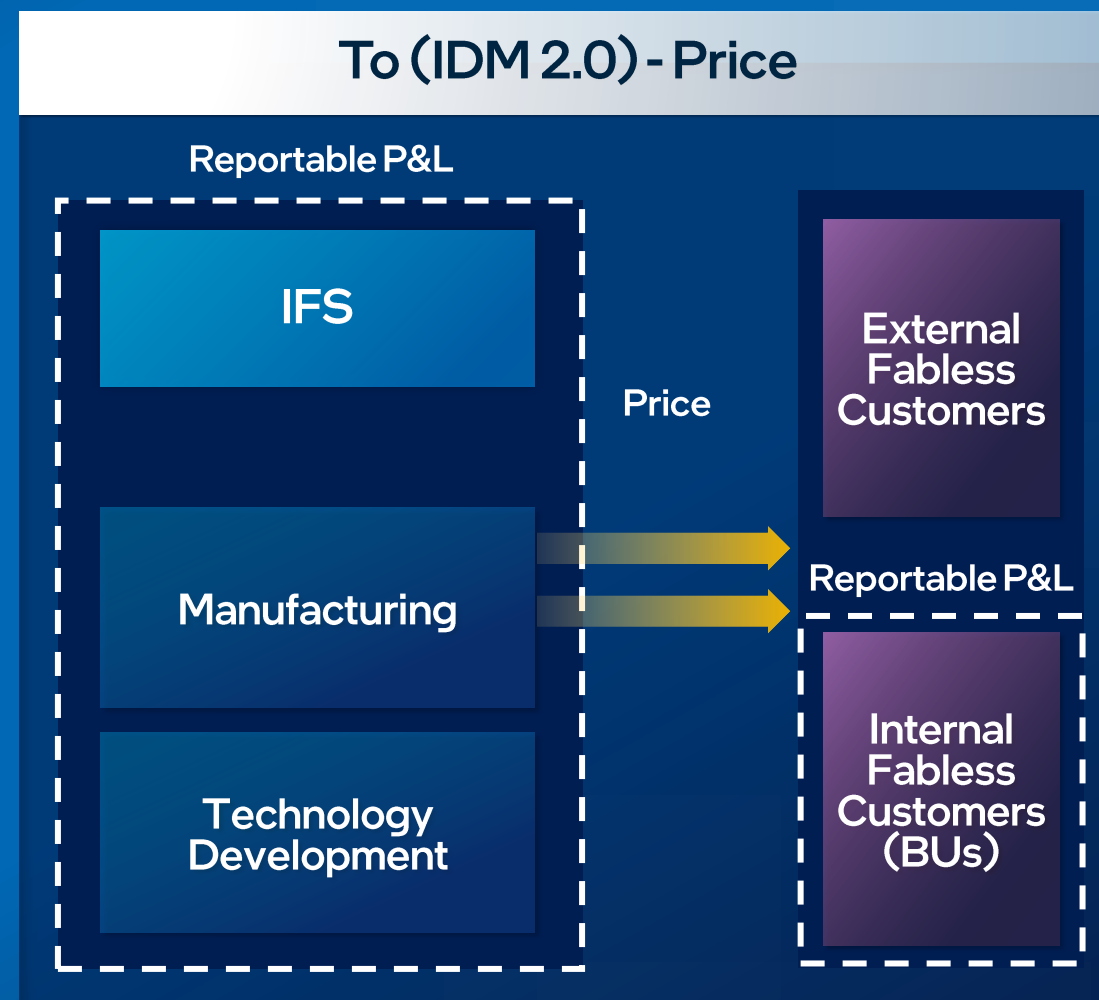 To (IDM 2.0) - Price
Reportable P&L
IFS
Manufacturing
Technology
Development
Price
External
Fabless
Customers
Reportable P&L
Internal
Fabless
Customers
(BUs)